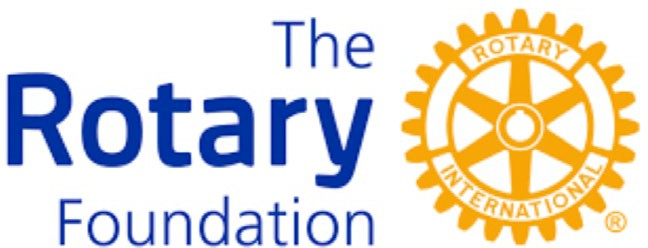 The
Rotary
Foundation
ROTARY
INTERNATIONAL
®